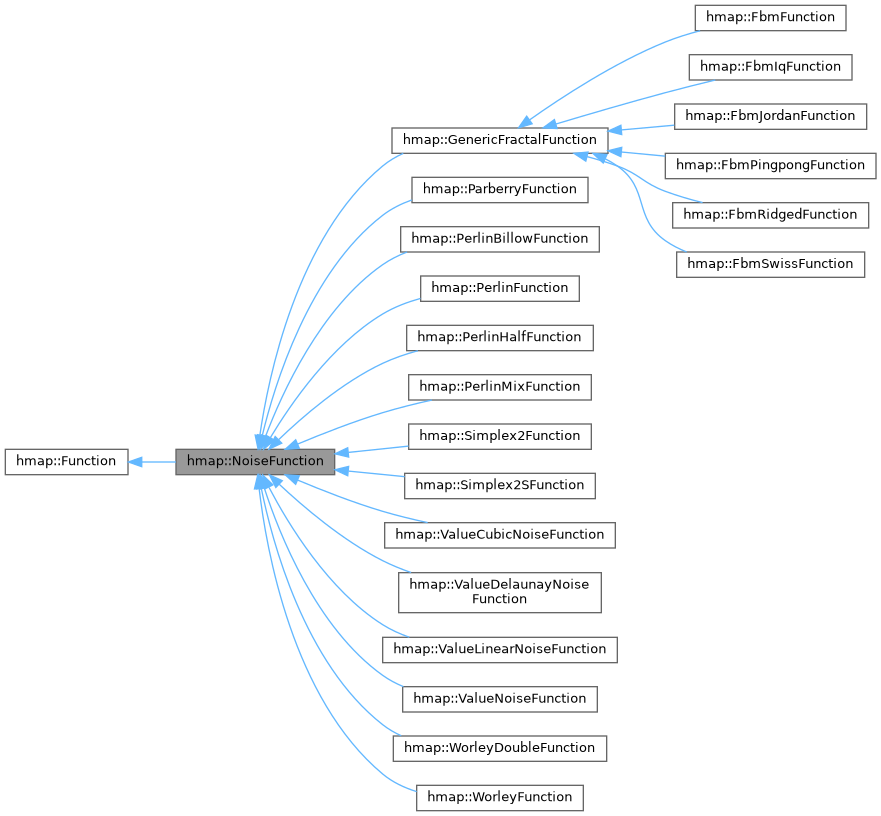 hmap::FbmFunction
hmap::FbmIqFunction
hmap::FbmJordanFunction
hmap::GenericFractalFunction
hmap::FbmPingpongFunction
hmap::ParberryFunction
hmap::FbmRidgedFunction
hmap::PerlinBillowFunction
hmap::FbmSwissFunction
hmap::PerlinFunction
hmap::PerlinHalfFunction
hmap::PerlinMixFunction
hmap::Simplex2Function
hmap::Function
hmap::NoiseFunction
hmap::Simplex2SFunction
hmap::ValueCubicNoiseFunction
hmap::ValueDelaunayNoise
Function
hmap::ValueLinearNoiseFunction
hmap::ValueNoiseFunction
hmap::WorleyDoubleFunction
hmap::WorleyFunction